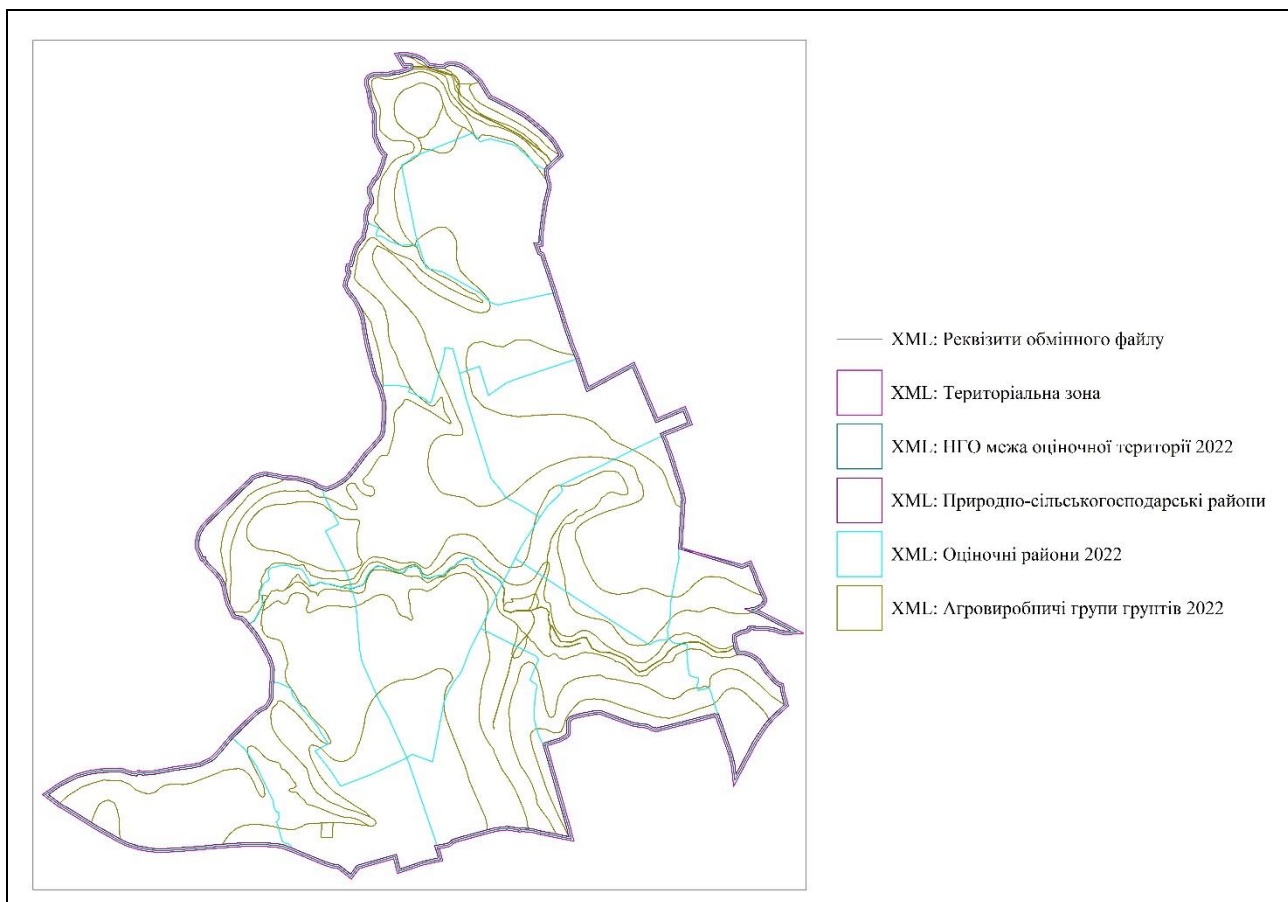 XML: Реквізити обмінного файлу
XML: Територіальна зона
XML: НГО межа оціночної території 2022
XML: Природно-сільськогосподарські райони
XML: Оціночні райони 2022
XML: Агровиробничі групи ґрунтів 2022